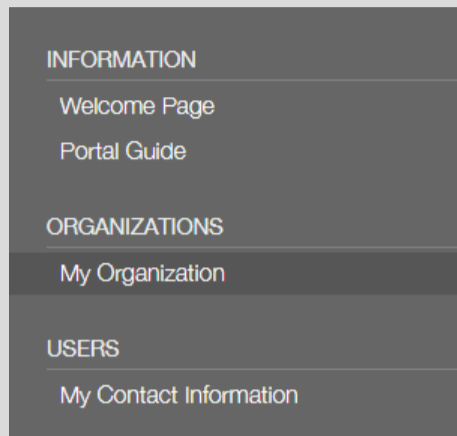 INFORMATION
Welcome Page
Portal Guide
ORGANIZATIONS
My Organization
USERS
My Contact Information